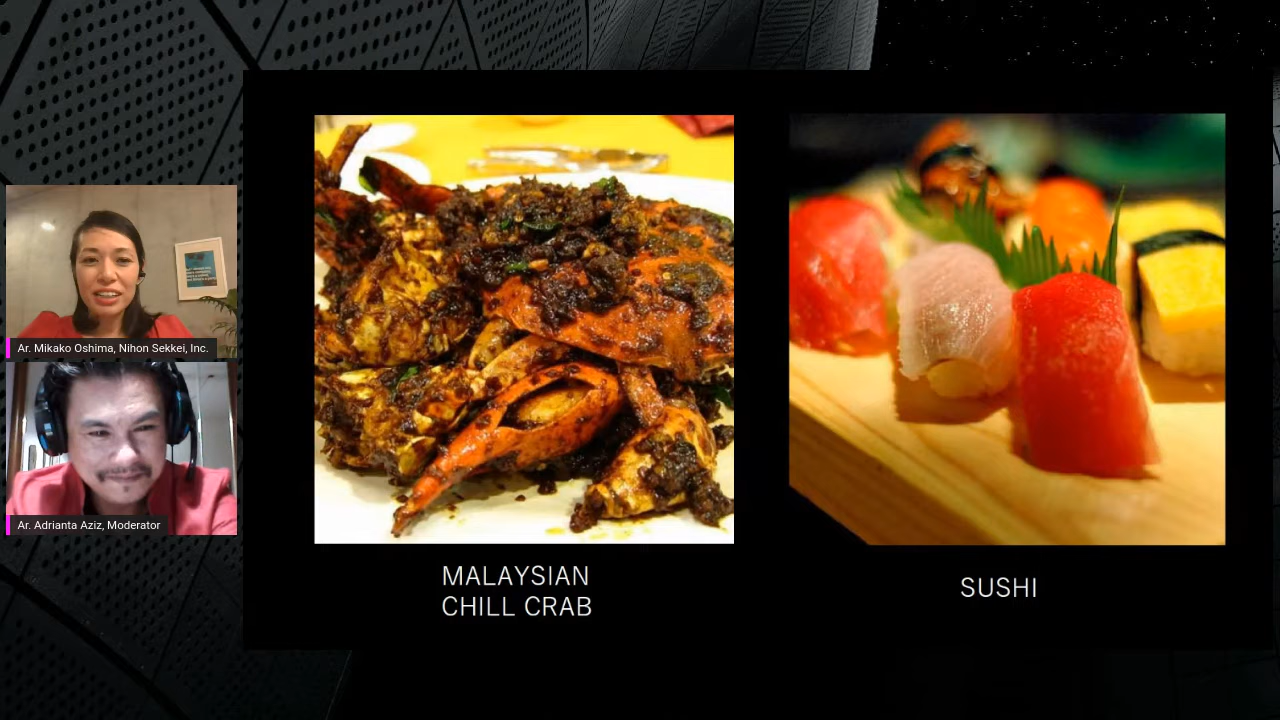 Ar. Mikako Oshima, Nihon Sekkei, Inc.
Ar. Adrianta Aziz, Moderator
MALAYSIAN
CHILL CRAB
SUSHI